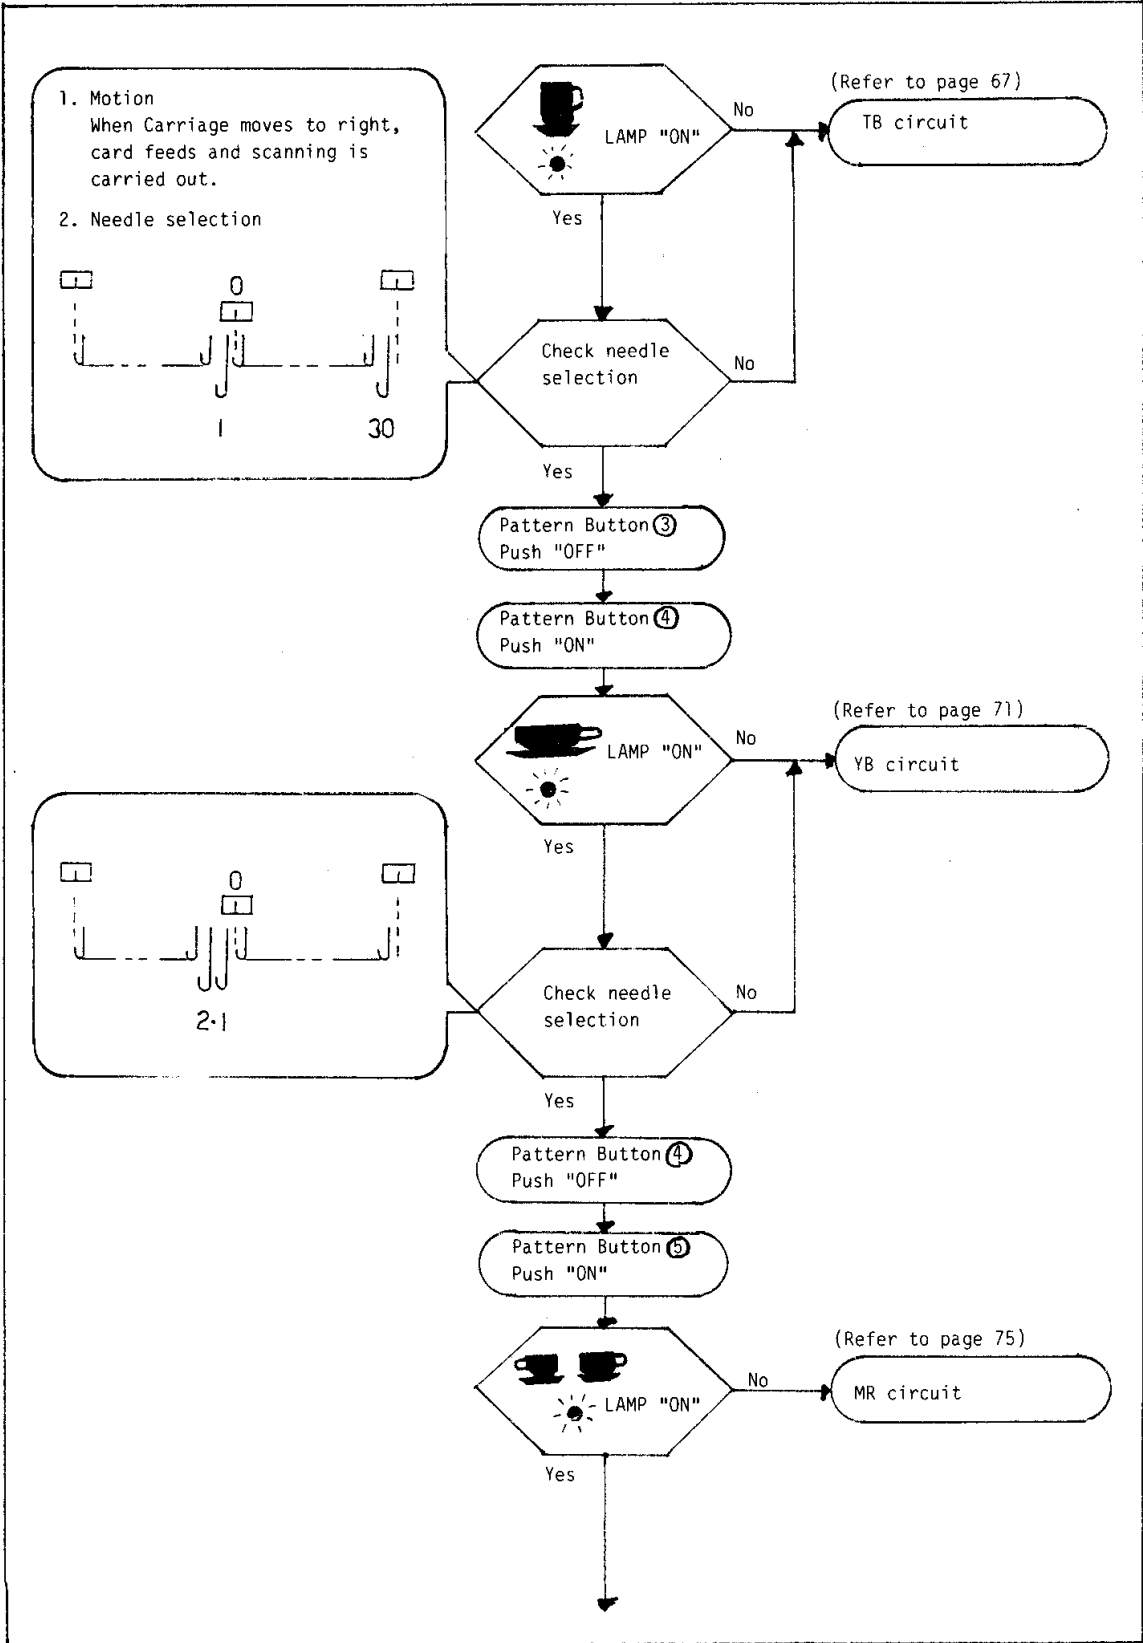 (Refer to page 67)
1. Motion
When Carriage moves to right,
card feeds and scanning is
carried out.
2. Needle selection
0
1
30
LAMP "ON"
No
TB circuit
Yes
Check needle
selection
No
Yes
Pattern Button ③
Push "OFF"
Pattern Button ④
Push "ON"
LAMP "ON"
No
(Refer to page 71)
YB circuit
Yes
0
2·1
Check needle
selection
No
Yes
Pattern Button ④
Push "OFF"
Pattern Button ⑤
Push "ON"
LAMP "ON"
No
(Refer to page 75)
MR circuit
Yes